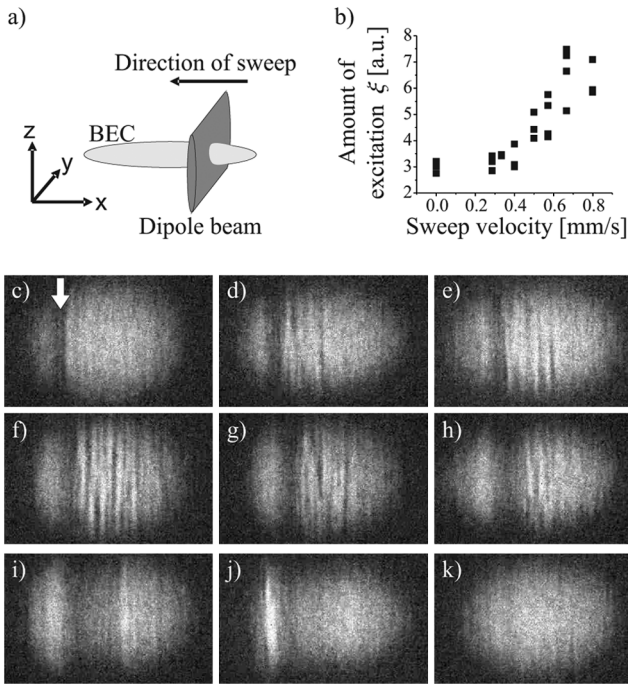 a)
Direction of sweep
BEC
z
y
x
Dipole beam
b)
Amount of
excitation ξ [a.u.]
8
7
6
5
4
3
2
0.0 0.2 0.4 0.6 0.8
Sweep velocity [mm/s]
c) d) e)
f) g) h)
i) j) k)